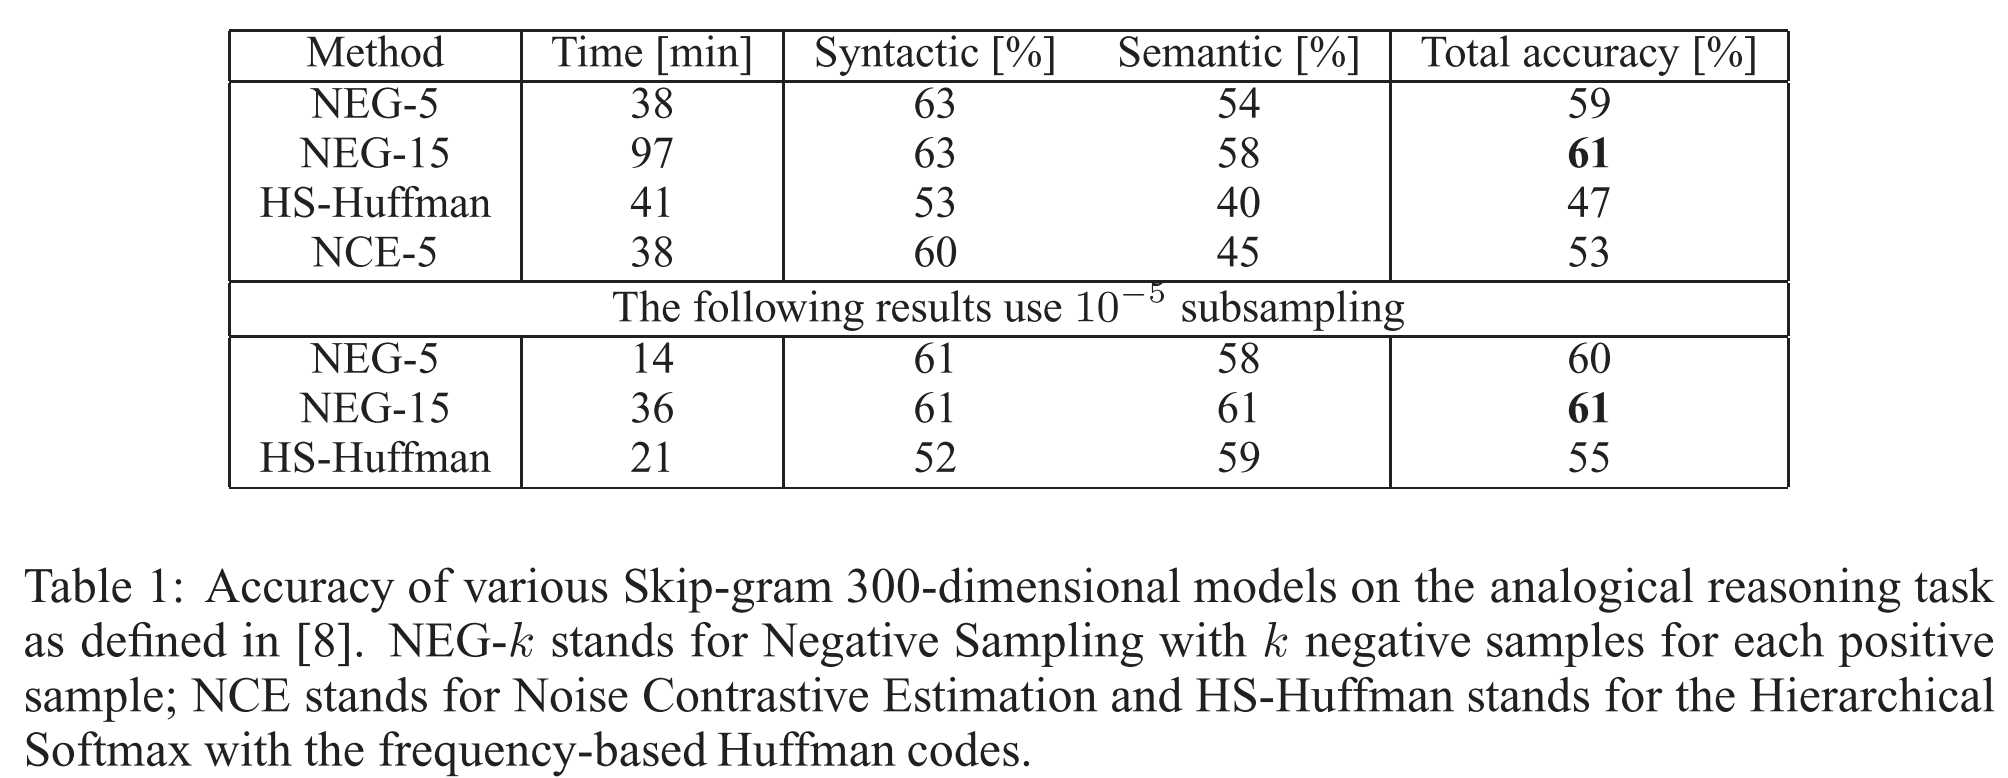 Method Time [min] Syntactic [%] Semantic [%] Total accuracy [%]
NEG-5 38 63 54 59
NEG-15 97 63 58 61
HS-Huffman 41 53 40 47
NCE-5 38 60 45 53
The following results use 10⁻⁵ subsampling
NEG-5 14 61 58 60
NEG-15 36 61 61 61
HS-Huffman 21 52 59 55
Table 1: Accuracy of various Skip-gram 300-dimensional models on the analogical reasoning task
as defined in [8]. NEG-k stands for Negative Sampling with k negative samples for each positive
sample; NCE stands for Noise Contrastive Estimation and HS-Huffman stands for the Hierarchical
Softmax with the frequency-based Huffman codes.